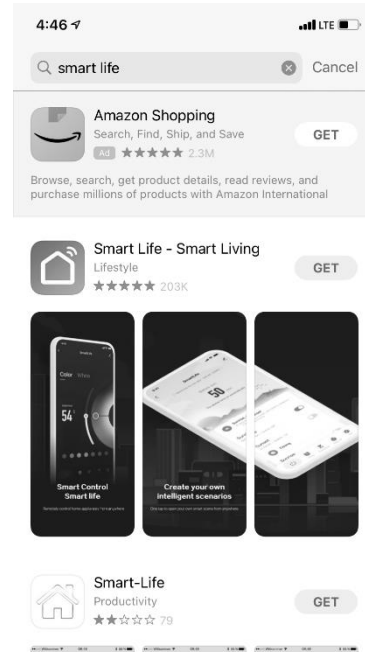 4:46
LTE
smart life
Cancel
Amazon Shopping
Search, Find, Ship, and Save
GET
Ad ★★★★★ 2.3M
Browse, search, get product details, read reviews, and
purchase millions of products with Amazon International
Smart Life - Smart Living
Lifestyle
GET
★★★★★ 203K
Color
54
Smart Control
Smart life
50
Create your own
intelligent scenarios
Smart-Life
Productivity
GET
★★☆☆☆ 79